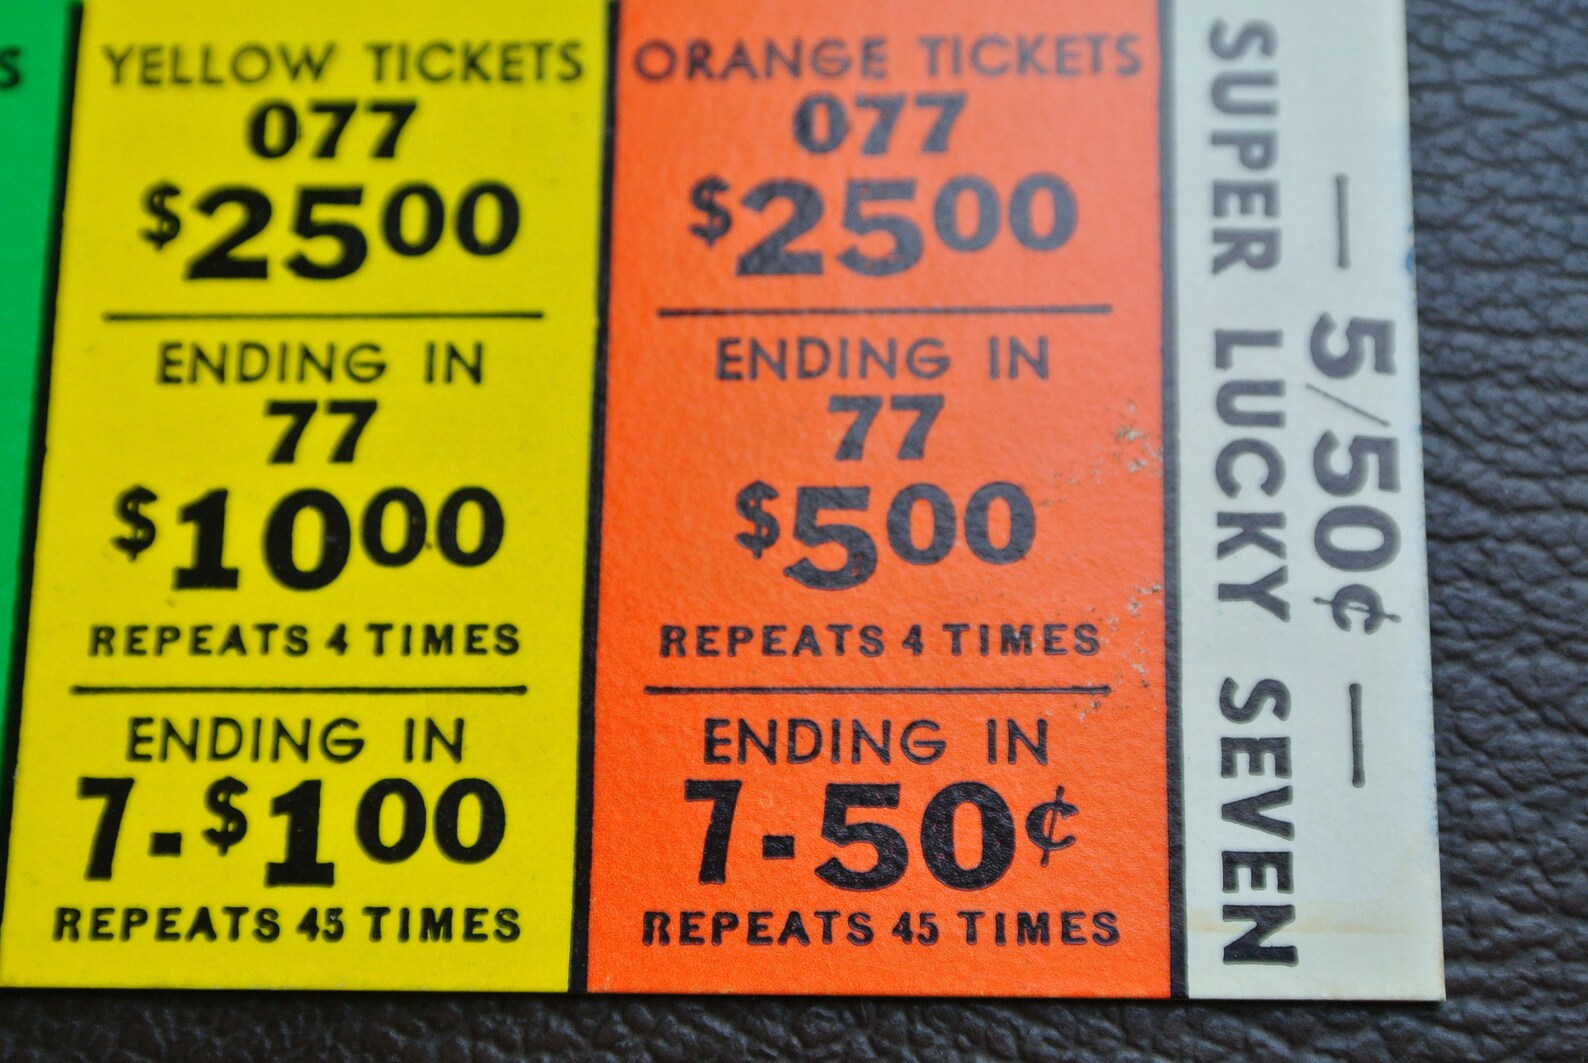 S
YELLOW TICKETS
077
$2500
ENDING IN
77
$1000
REPEATS 4 TIMES
ENDING IN
7-$100
REPEATS 45 TIMES
ORANGE TICKETS
077
$2500
ENDING IN
77
$500
REPEATS 4 TIMES
ENDING IN
7-50¢
REPEATS 45 TIMES
— 5/50¢ —
SUPER LUCKY SEVEN